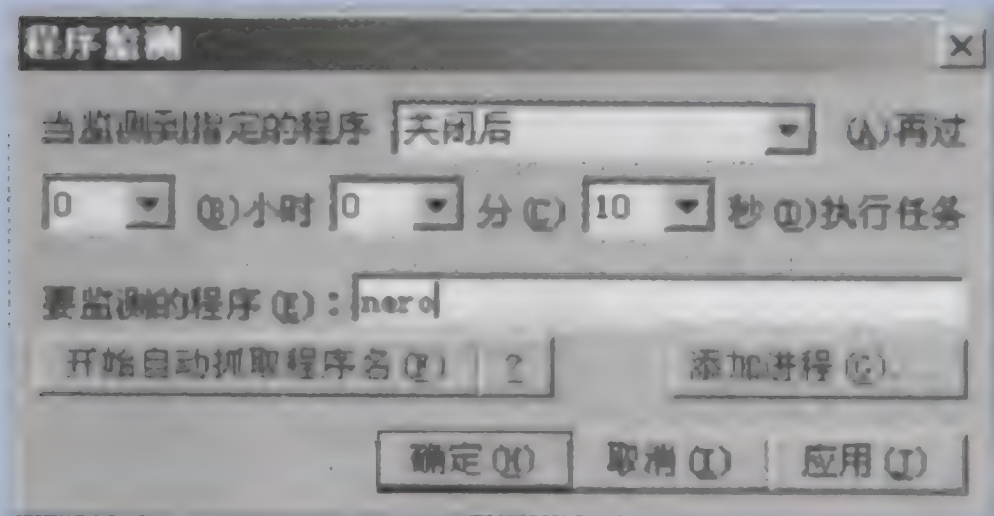 程序监测
当监测到指定的程序 关闭后 (A)再过
0 (B)小时 0 分(C) 10 秒(D)执行任务
要监测的程序(E)：nero
开始自动抓取程序名(F) ? 添加进程(G)...
确定(H) 取消(I) 应用(J)